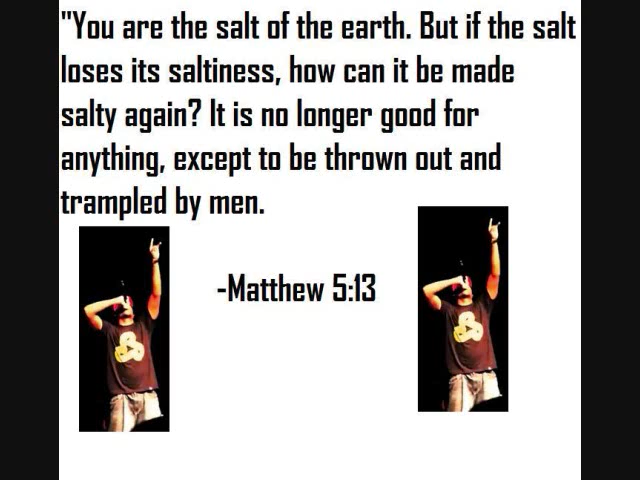 "You are the salt of the earth. But if the salt
loses its saltiness, how can it be made
salty again? It is no longer good for
anything, except to be thrown out and
trampled by men.
-Matthew 5:13